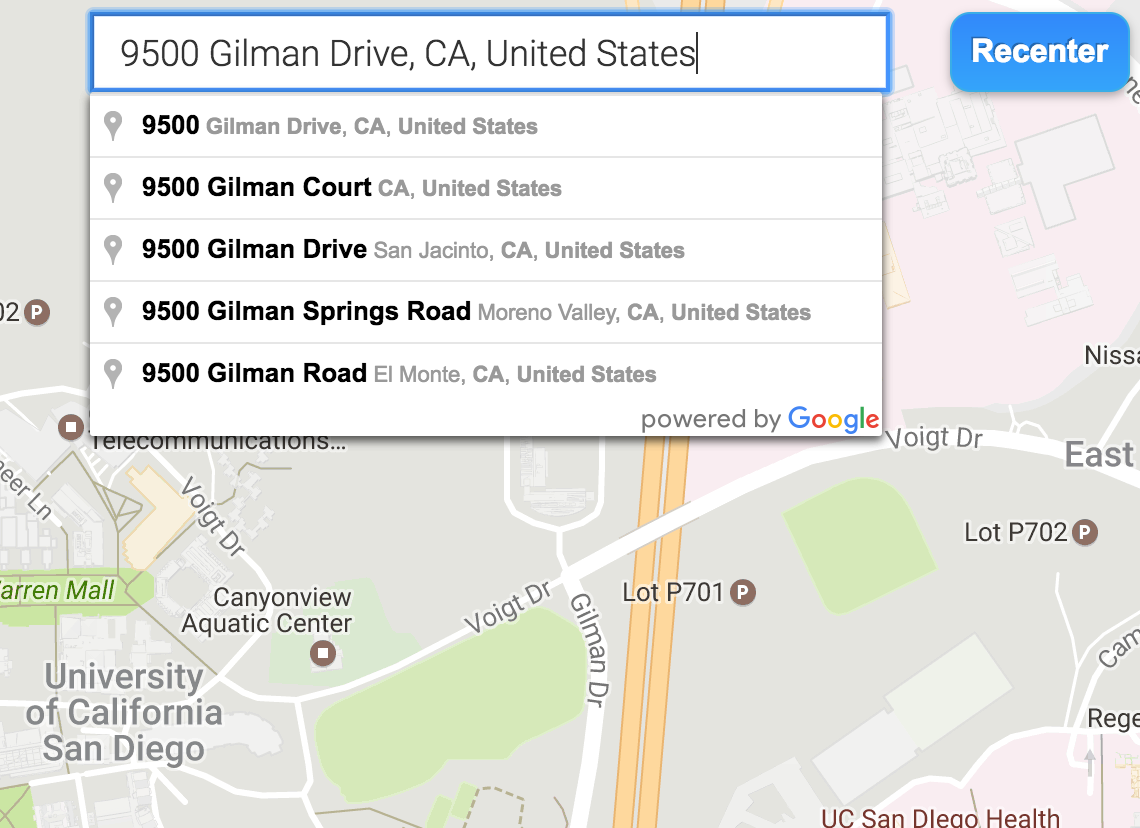 9500 Gilman Drive, CA, United States
Recenter
9500 Gilman Drive, CA, United States
9500 Gilman Court CA, United States
9500 Gilman Drive San Jacinto, CA, United States
9500 Gilman Springs Road Moreno Valley, CA, United States
9500 Gilman Road El Monte, CA, United States
powered by Google
02 P
Nissa
Telecommunications...
Voigt Dr
East
neer Ln
Voigt Dr
Lot P702 P
arren Mall
Canyonview
Aquatic Center
Voigt Dr
Gilman Dr
Lot P701 P
Cam
University
of California
San Diego
Rege
UC San Diego Health